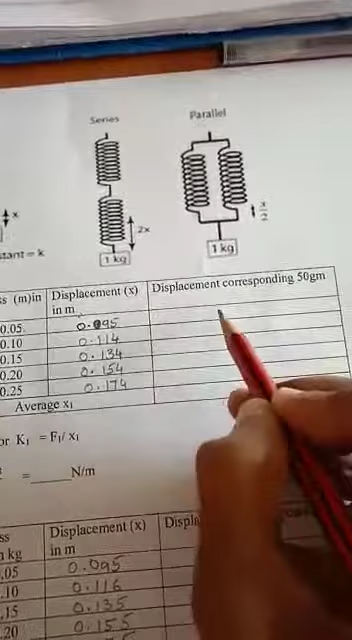 Series
Parallel
x
2x
x
2
1 kg
1 kg
stant = k
ss (m)in
Displacement (x)
in m
Displacement corresponding 50gm
0.05
0.095
0.10
0.114
0.15
0.134
0.20
0.154
0.25
0.174
Average x₁
or K₁ = F₁/ x₁
= _____ N/m
ss
n kg
Displacement (x)
in m
Displ
.05
0.095
.10
0.116
.15
0.135
.20
0.155